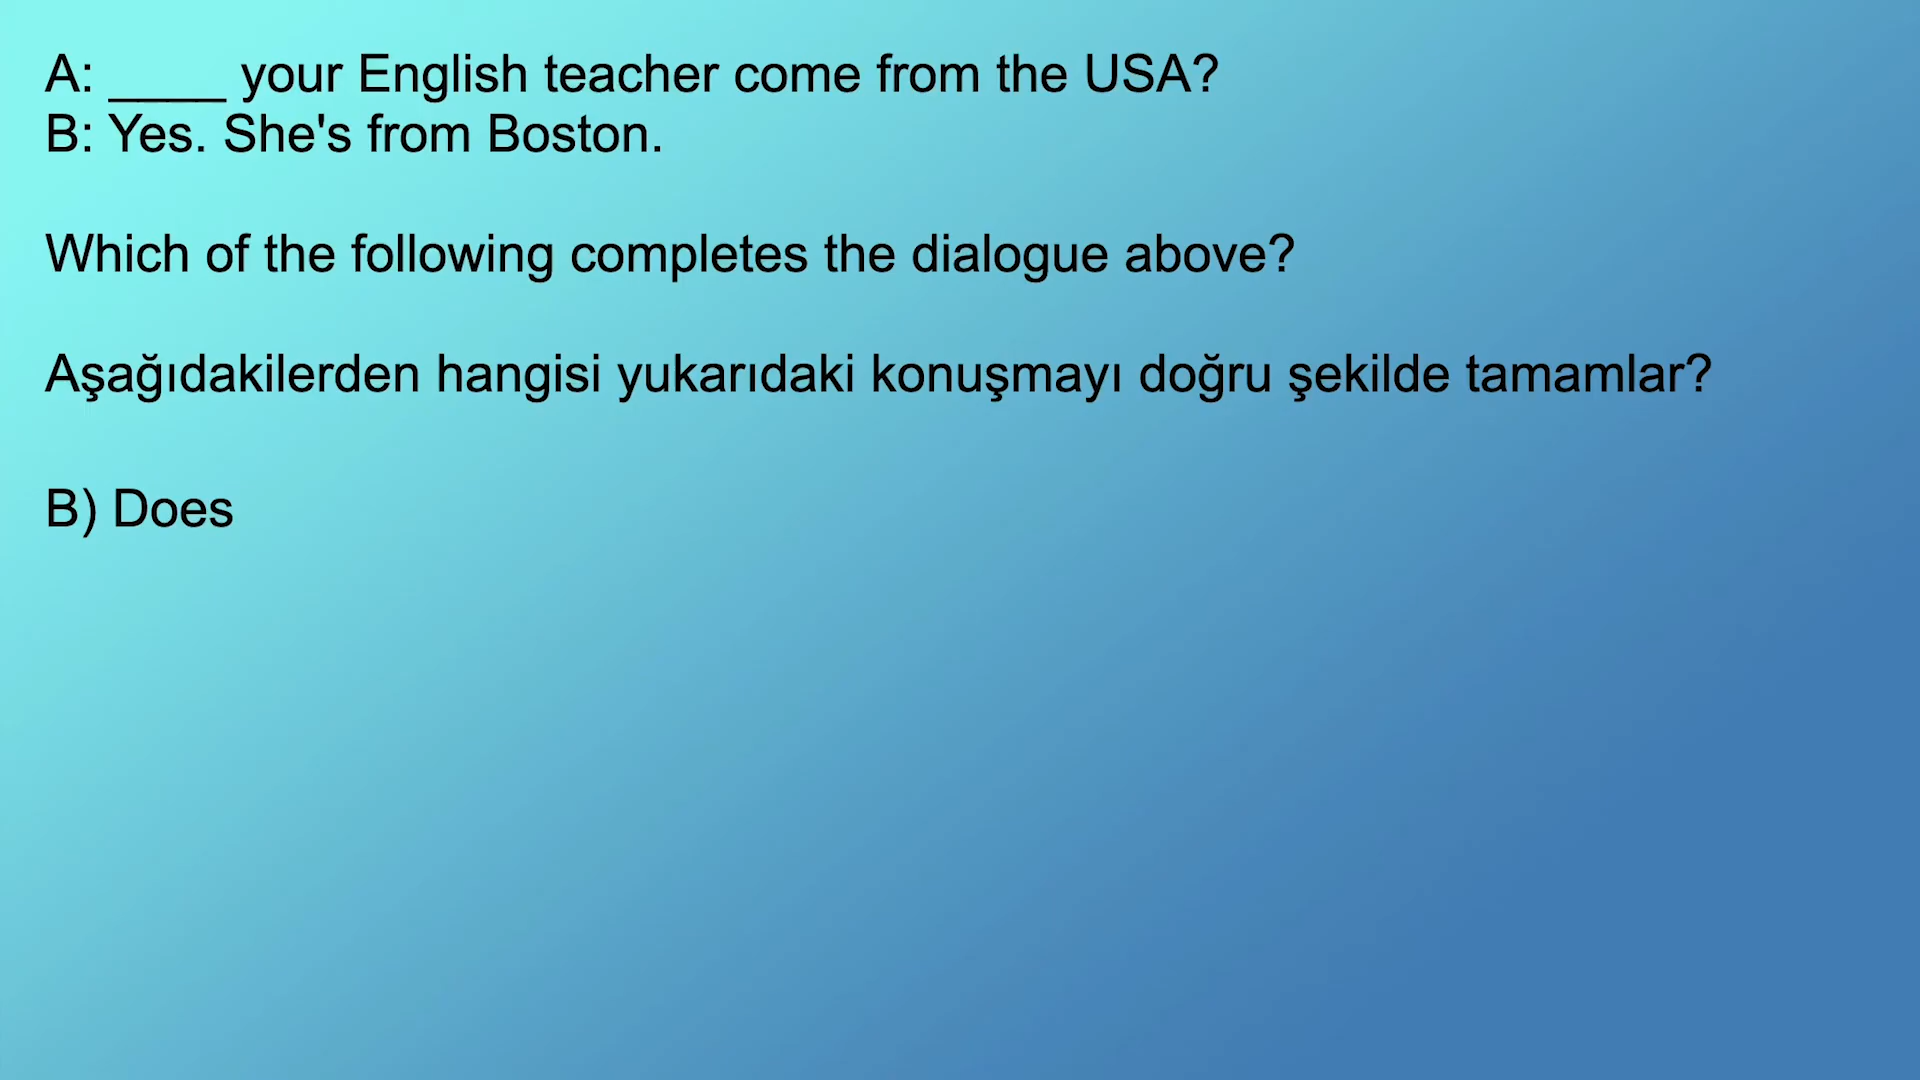 A: ____ your English teacher come from the USA?
B: Yes. She's from Boston.
Which of the following completes the dialogue above?
Aşağıdakilerden hangisi yukarıdaki konuşmayı doğru şekilde tamamlar?
B) Does